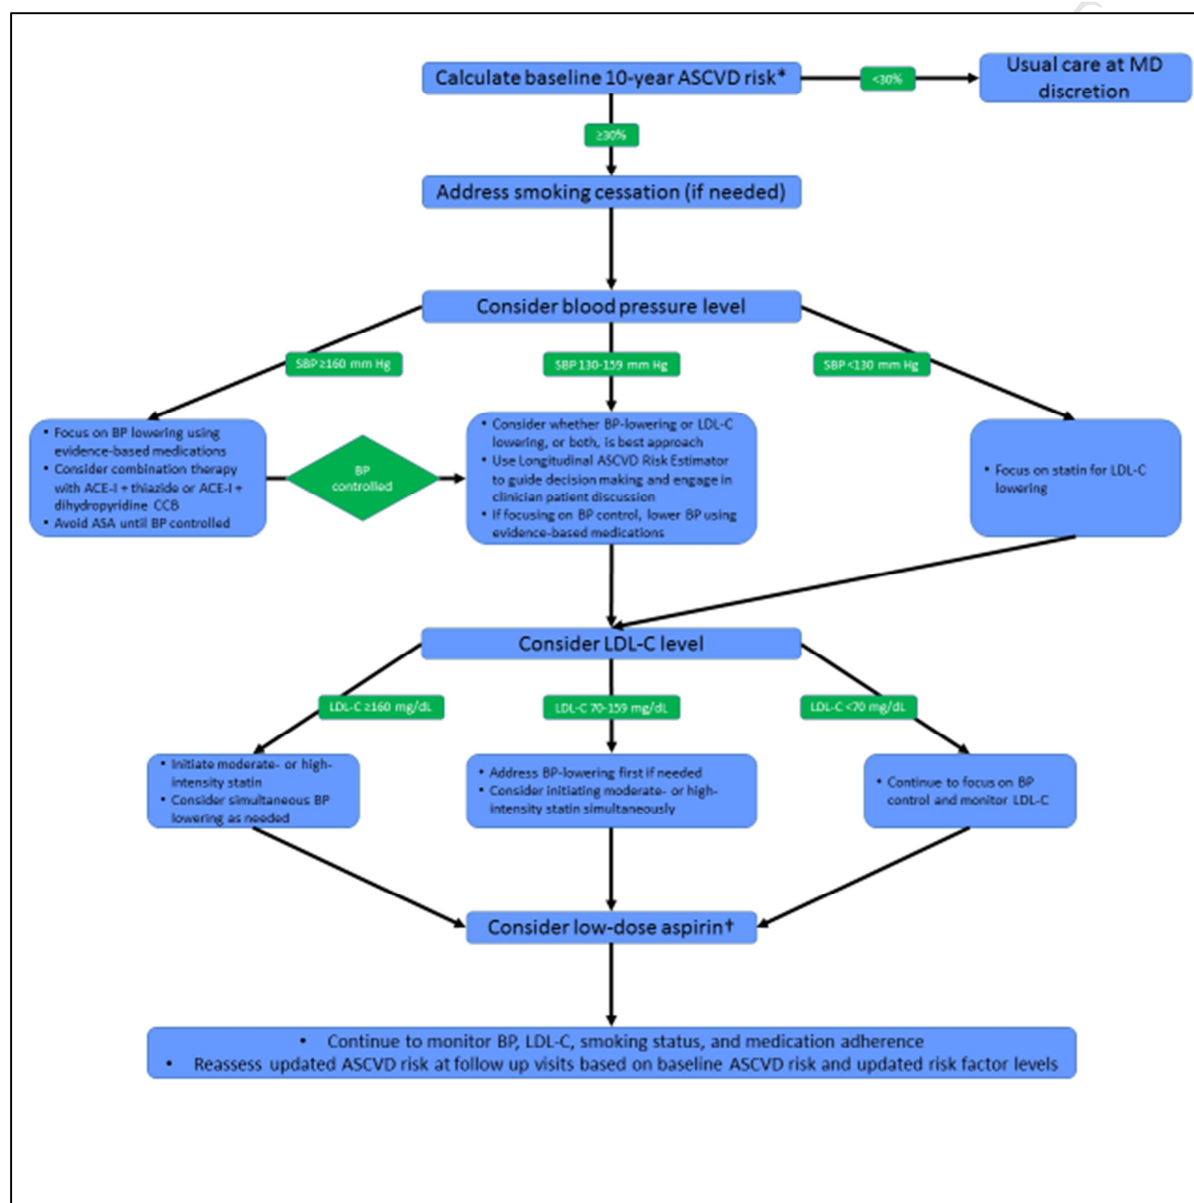 Calculate baseline 10-year ASCVD risk*
<30%
Usual care at MD
discretion
≥30%
Address smoking cessation (if needed)
Consider blood pressure level
SBP ≥160 mm Hg
SBP 130-159 mm Hg
SBP <130 mm Hg
• Focus on BP lowering using
evidence-based medications
• Consider combination therapy
with ACE-I + thiazide or ACE-I +
dihydropyridine CCB
• Avoid ASA until BP controlled
BP
controlled
• Consider whether BP-lowering or LDL-C
lowering, or both, is best approach
• Use Longitudinal ASCVD Risk Estimator
to guide decision making and engage in
clinician patient discussion
• If focusing on BP control, lower BP using
evidence-based medications
• Focus on statin for LDL-C
lowering
Consider LDL-C level
LDL-C ≥160 mg/dL
LDL-C 70-159 mg/dL
LDL-C <70 mg/dL
• Initiate moderate- or high-
intensity statin
• Consider simultaneous BP
lowering as needed
• Address BP-lowering first if needed
• Consider initiating moderate- or high-
intensity statin simultaneously
• Continue to focus on BP
control and monitor LDL-C
Consider low-dose aspirin†
• Continue to monitor BP, LDL-C, smoking status, and medication adherence
• Reassess updated ASCVD risk at follow up visits based on baseline ASCVD risk and updated risk factor levels